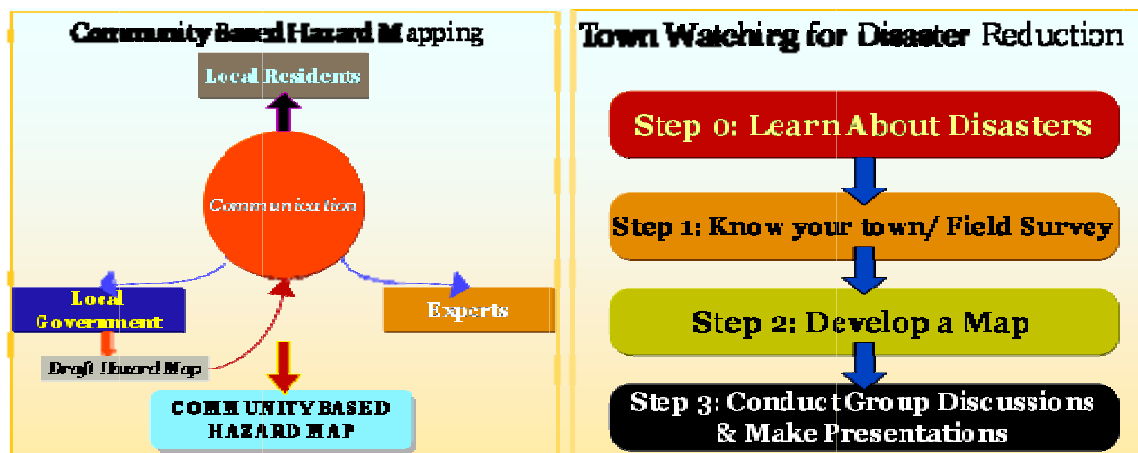 Community Based Hazard Mapping
Local Residents
Communication
Local
Government
Experts
Draft Hazard Map
COMMUNITY BASED
HAZARD MAP
Town Watching for Disaster Reduction
Step 0: Learn About Disasters
Step 1: Know your town/ Field Survey
Step 2: Develop a Map
Step 3: Conduct Group Discussions
& Make Presentations